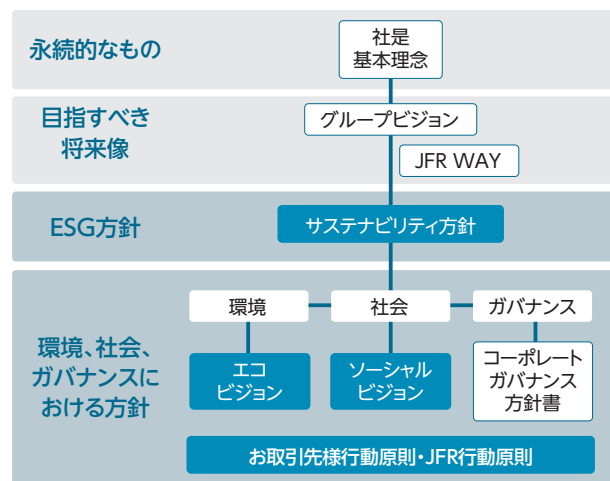 永続的なもの
社是
基本理念
目指すべき
将来像
グループビジョン
JFR WAY
ESG方針
サステナビリティ方針
環境、社会、
ガバナンスに
おける方針
環境
社会
ガバナンス
エコ
ビジョン
ソーシャル
ビジョン
コーポレート
ガバナンス
方針書
お取引先様行動原則・JFR行動原則